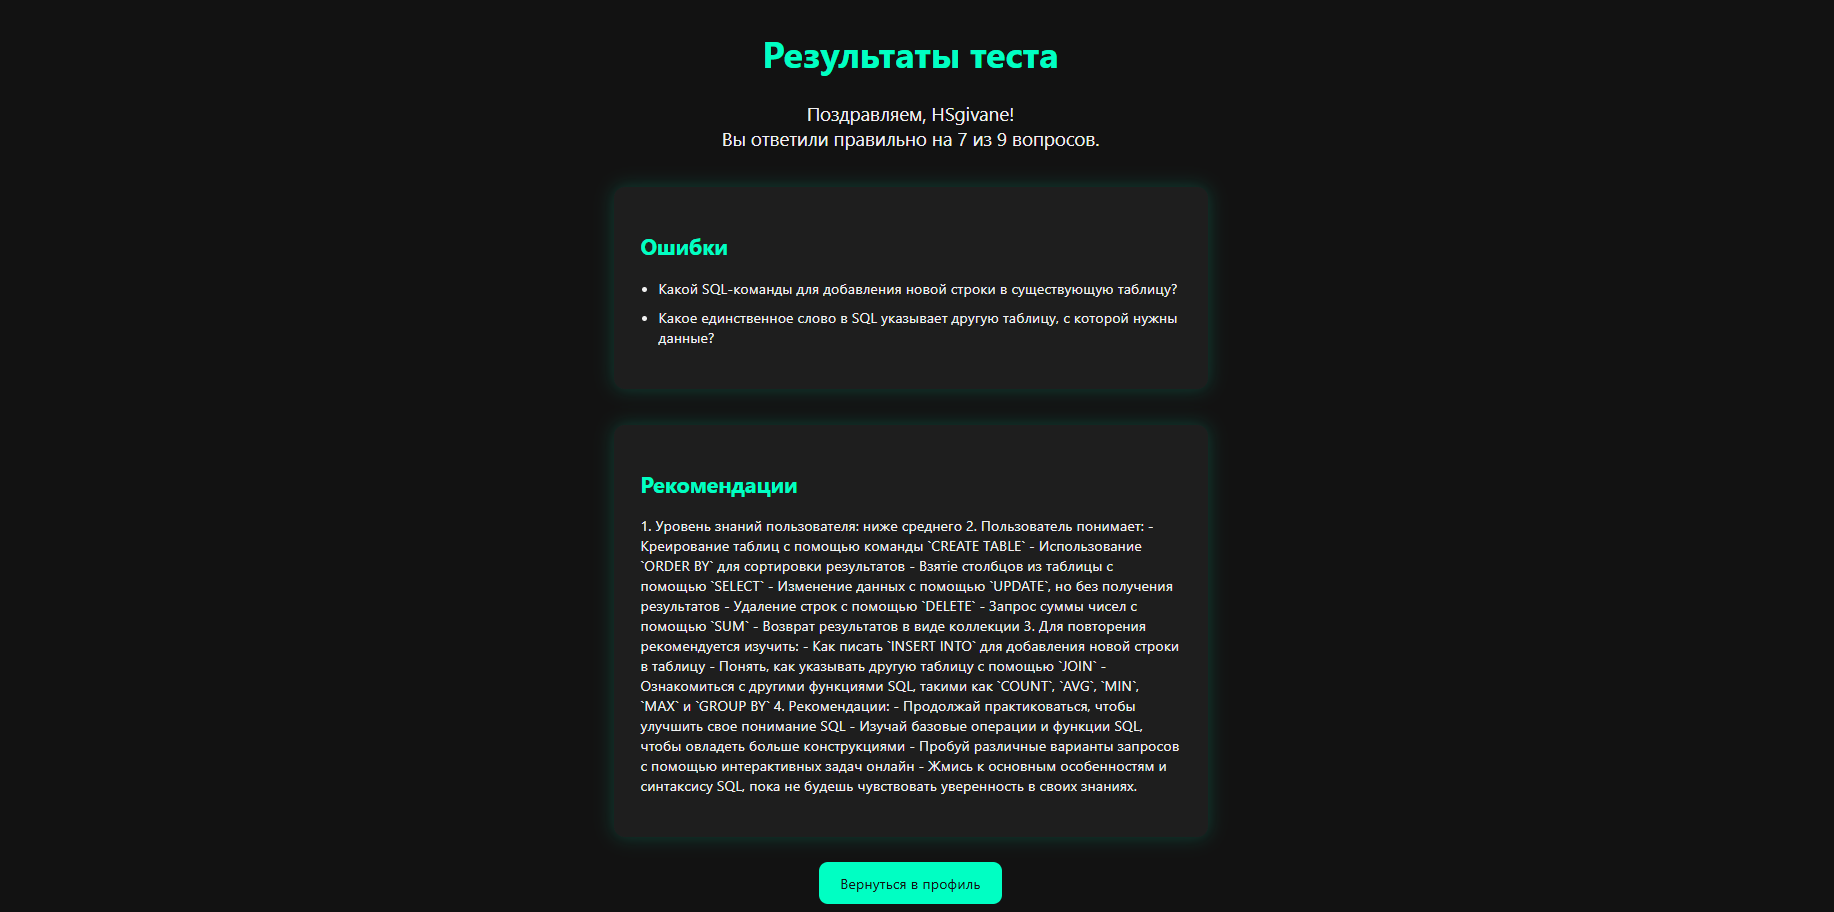 Результаты теста
Поздравляем, HSgivane!
Вы ответили правильно на 7 из 9 вопросов.
Ошибки
• Какой SQL-команды для добавления новой строки в существующую таблицу?
• Какое единственное слово в SQL указывает другую таблицу, с которой нужны
данные?
Рекомендации
1. Уровень знаний пользователя: ниже среднего 2. Пользователь понимает: -
Креирование таблиц с помощью команды `CREATE TABLE` - Использование
`ORDER BY` для сортировки результатов - Взятіе столбцов из таблицы с
помощью `SELECT` - Изменение данных с помощью `UPDATE`, но без получения
результатов - Удаление строк с помощью `DELETE` - Запрос суммы чисел с
помощью `SUM` - Возврат результатов в виде коллекции 3. Для повторения
рекомендуется изучить: - Как писать `INSERT INTO` для добавления новой строки
в таблицу - Понять, как указывать другую таблицу с помощью `JOIN` -
Ознакомиться с другими функциями SQL, такими как `COUNT`, `AVG`, `MIN`,
`MAX` и `GROUP BY` 4. Рекомендации: - Продолжай практиковаться, чтобы
улучшить свое понимание SQL - Изучай базовые операции и функции SQL,
чтобы овладеть больше конструкциями - Пробуй различные варианты запросов
с помощью интерактивных задач онлайн - Жмись к основным особенностям и
синтаксису SQL, пока не будешь чувствовать уверенность в своих знаниях.
Вернуться в профиль